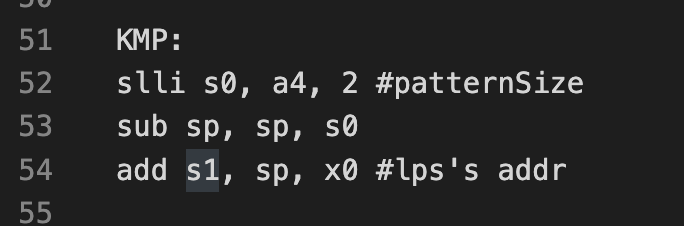 50
51 KMP:
52 slli s0, a4, 2 #patternSize
53 sub sp, sp, s0
54 add s1, sp, x0 #lps's addr
55